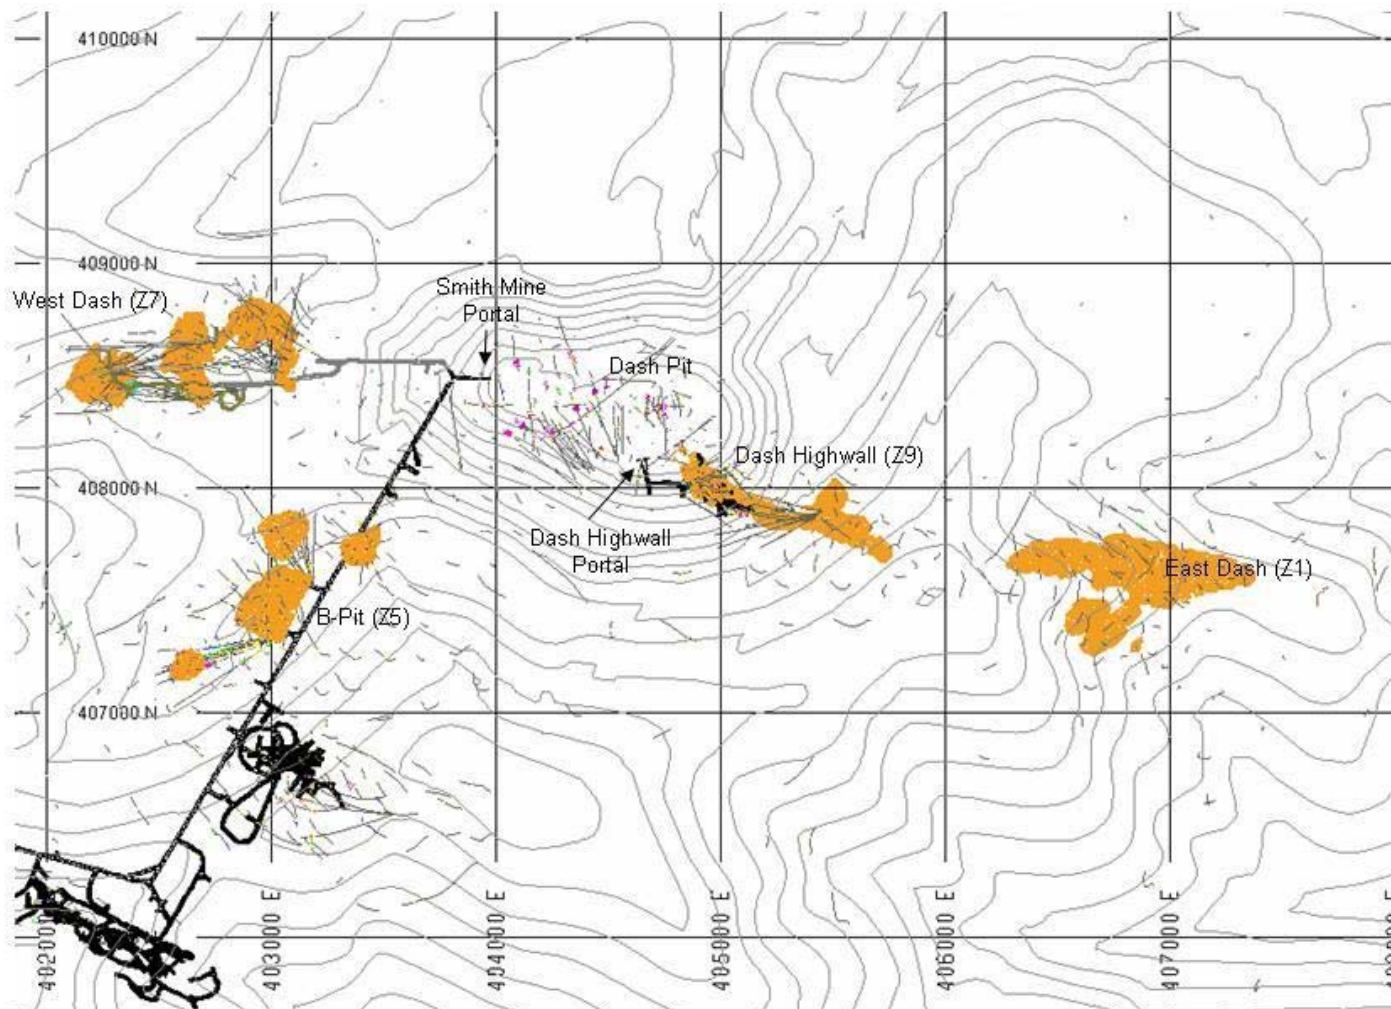 410000 N
409000 N
West Dash (Z7)
Smith Mine
Portal
Dash Pit
Dash Highwall (Z9)
408000 N
Dash Highwall
Portal
East Dash (Z1)
B-Pit (Z5)
407000 N
403000 E
404000 E
405000 E
406000 E
407000 E